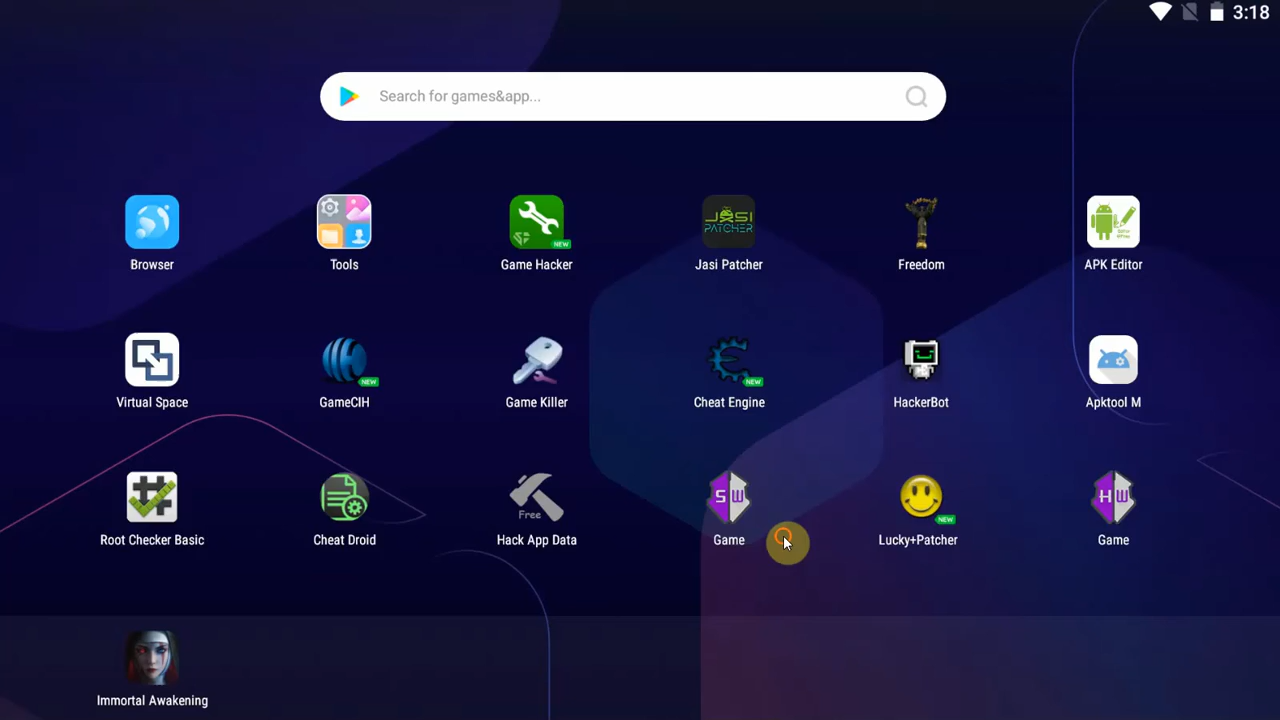 3:18
Search for games&app...
NEW
JASI
PATCHER
Browser
Tools
Game Hacker
Jasi Patcher
Freedom
APK Editor
NEW
NEW
Virtual Space
GameCIH
Game Killer
Cheat Engine
HackerBot
Apktool M
Free
S W
H W
NEW
Root Checker Basic
Cheat Droid
Hack App Data
Game
Lucky+Patcher
Game
Immortal Awakening